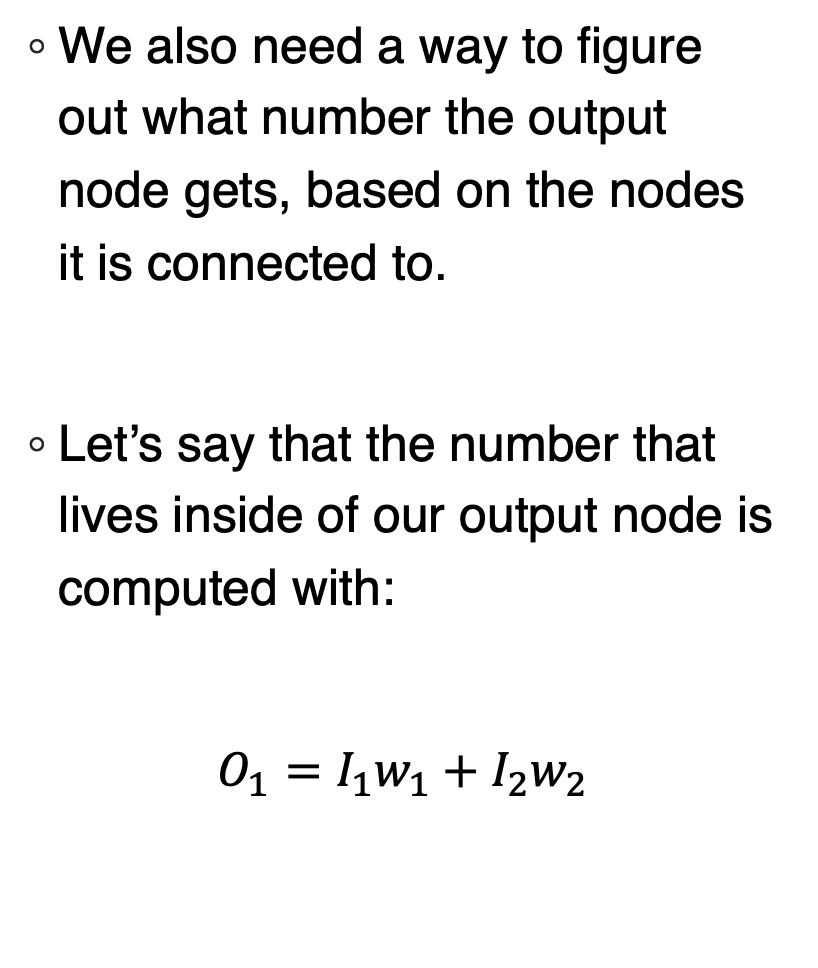 ◦ We also need a way to figure
out what number the output
node gets, based on the nodes
it is connected to.
◦ Let’s say that the number that
lives inside of our output node is
computed with:
𝑂₁ = 𝐼₁𝑤₁ + 𝐼₂𝑤₂